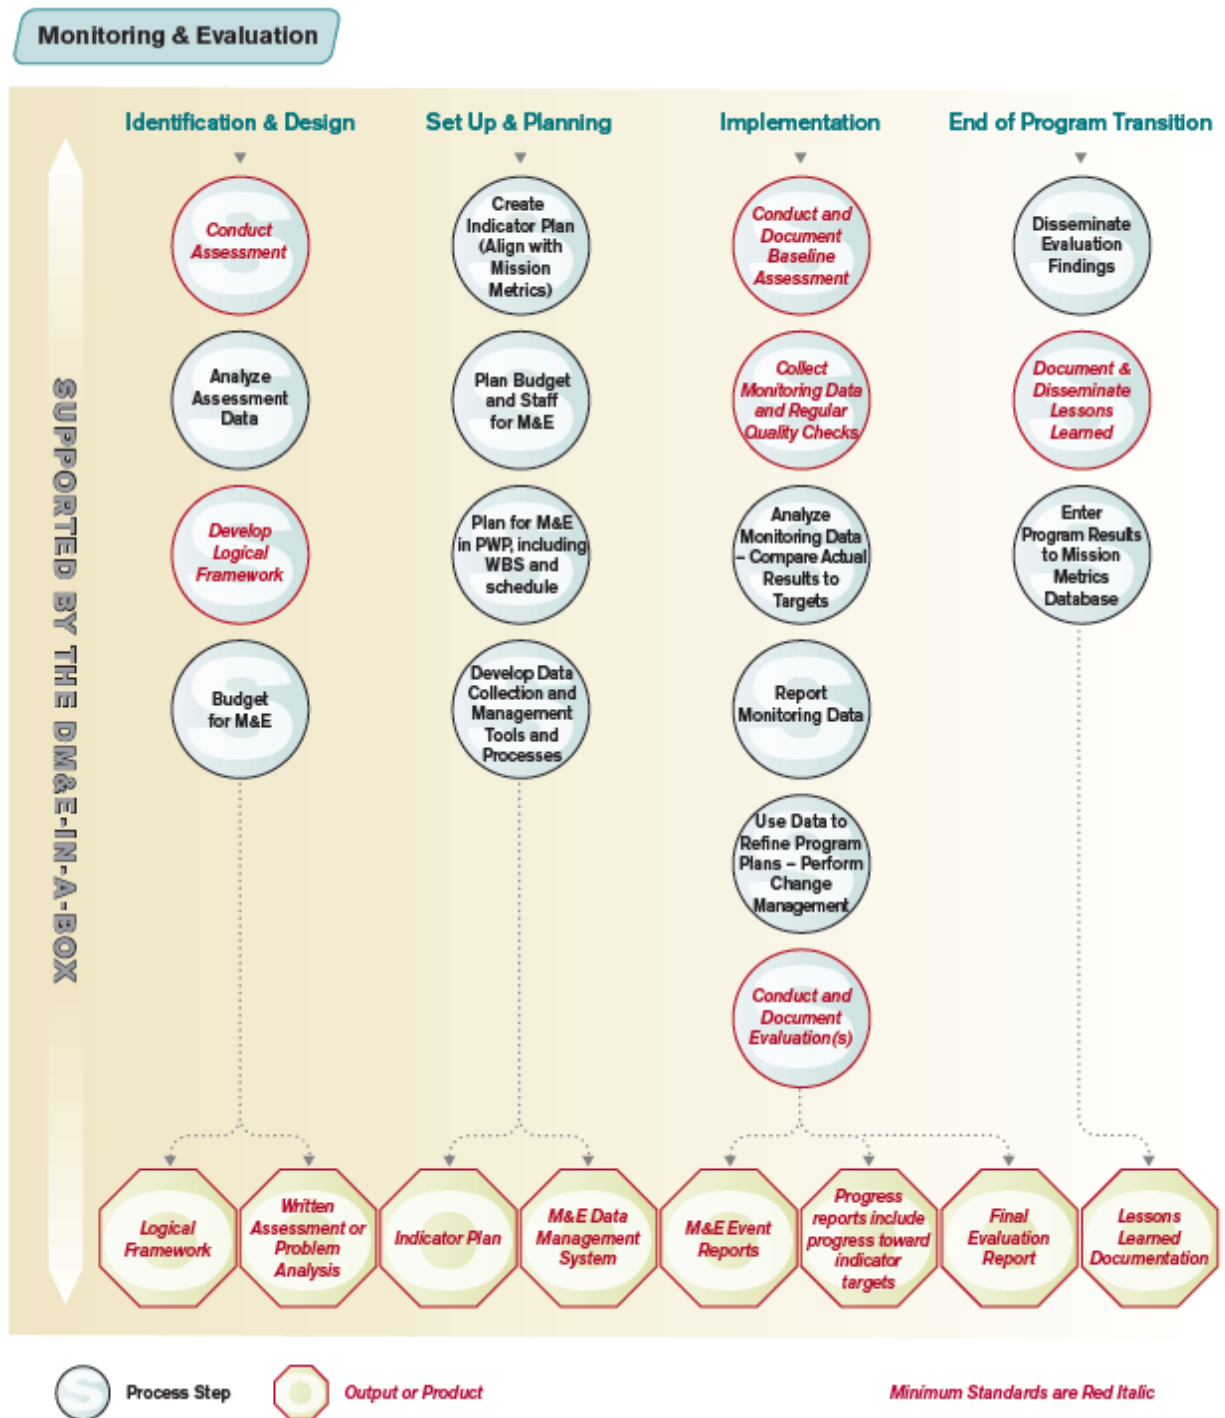 Monitoring & Evaluation
Identification & Design
Set Up & Planning
Implementation
End of Program Transition
SUPPORTED BY THE DM&E-IN-A-BOX
Conduct
Assessment
Analyze
Assessment
Data
Develop
Logical
Framework
Budget
for M&E
Create
Indicator Plan
(Align with
Mission
Metrics)
Plan Budget
and Staff
for M&E
Plan for M&E
in PWP, including
WBS and
schedule
Develop Data
Collection and
Management
Tools and
Processes
Conduct and
Document
Baseline
Assessment
Collect
Monitoring Data
and Regular
Quality Checks
Analyze
Monitoring Data
– Compare Actual
Results to
Targets
Report
Monitoring Data
Use Data to
Refine Program
Plans – Perform
Change
Management
Conduct and
Document
Evaluation(s)
Disseminate
Evaluation
Findings
Document &
Disseminate
Lessons
Learned
Enter
Program Results
to Mission
Metrics
Database
Logical
Framework
Written
Assessment or
Problem
Analysis
Indicator Plan
M&E Data
Management
System
M&E Event
Reports
Progress
reports include
progress toward
indicator
targets
Final
Evaluation
Report
Lessons
Learned
Documentation
S
Process Step
O
Output or Product
Minimum Standards are Red Italic